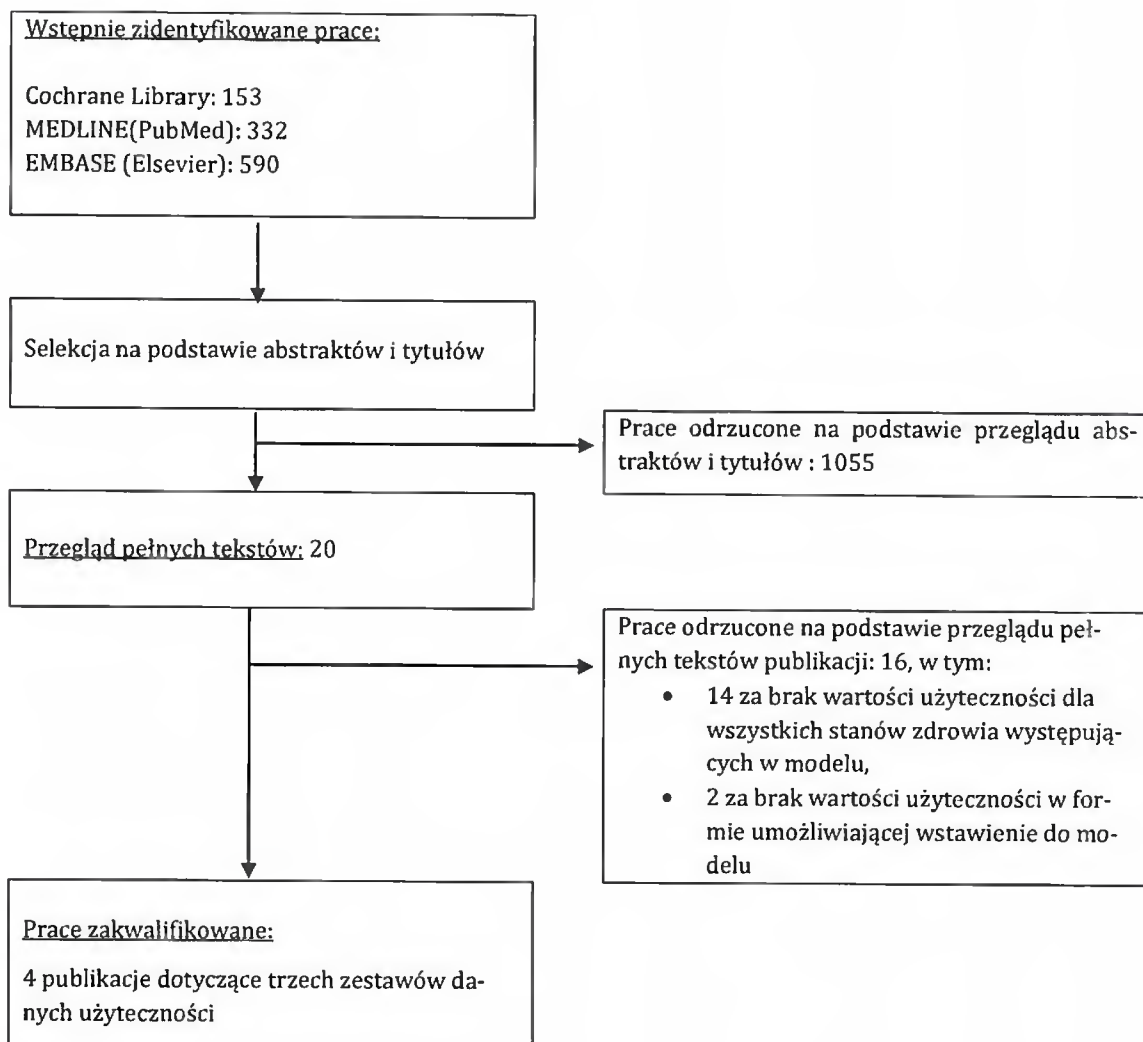 Wstępnie zidentyfikowane prace:
Cochrane Library: 153
MEDLINE(PubMed): 332
EMBASE (Elsevier): 590
Selekcja na podstawie abstraktów i tytułów
Prace odrzucone na podstawie przeglądu abs-
traktów i tytułów : 1055
Przegląd pełnych tekstów: 20
Prace odrzucone na podstawie przeglądu peł-
nych tekstów publikacji: 16, w tym:
• 14 za brak wartości użyteczności dla
wszystkich stanów zdrowia występują-
cych w modelu,
• 2 za brak wartości użyteczności w for-
mie umożliwiającej wstawienie do mo-
delu
Prace zakwalifikowane:
4 publikacje dotyczące trzech zestawów da-
nych użyteczności